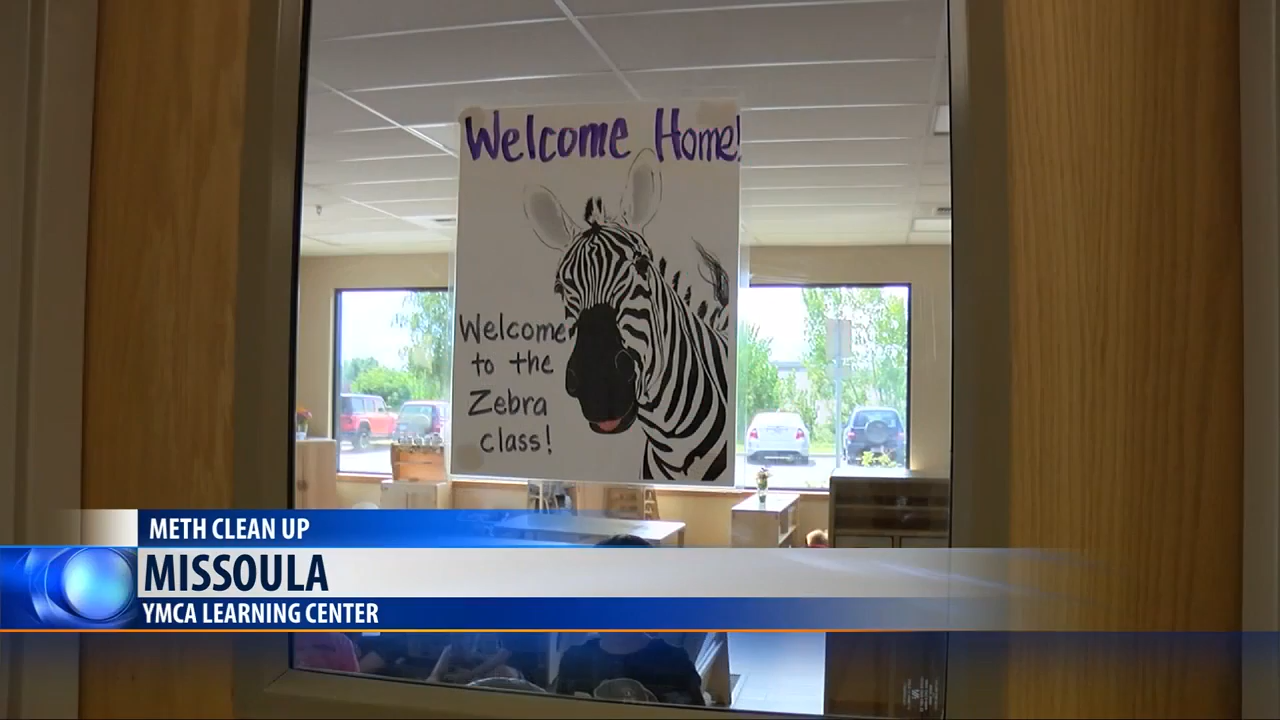 Welcome Home!
Welcome
to the
Zebra
class!
METH CLEAN UP
MISSOULA
YMCA LEARNING CENTER